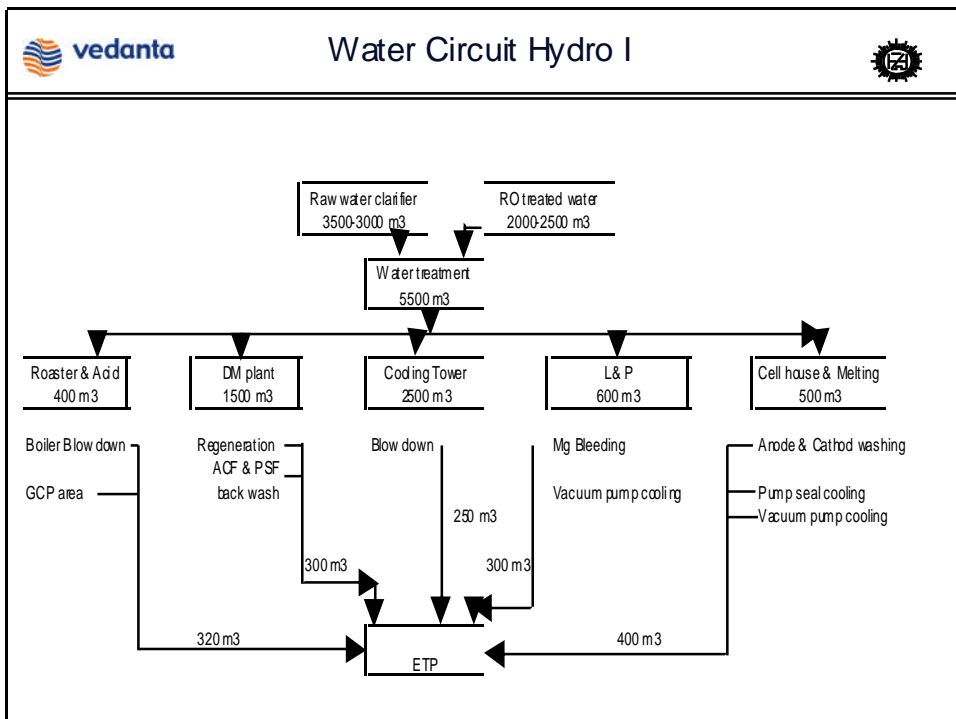 vedanta
Water Circuit Hydro I
Raw water clarifier
3500-3000 m3
RO treated water
2000-2500 m3
Water treatment
5500 m3
Roaster & Acid
400 m3
DM plant
1500 m3
Cooling Tower
2500 m3
L & P
600 m3
Cell house & Melting
500 m3
Boiler Blow down
GCP area
Regeneration
ACF & PSF
back wash
Blow down
Mg Bleeding
Vacuum pump cooling
Anode & Cathod washing
Pump seal cooling
Vacuum pump cooling
250 m3
300 m3
300 m3
320 m3
400 m3
ETP